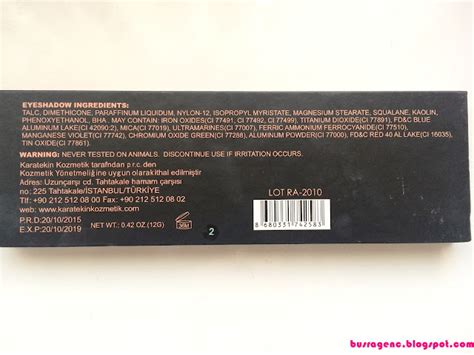 EYESHADOW INGREDIENTS:
TALC, DIMETHICONE, PARAFFINUM LIQUIDUM, NYLON-12, ISOPROPYL MYRISTATE, MAGNESIUM STEARATE, SQUALANE, KAOLIN,
PHENOXYETHANOL, BHA . MAY CONTAIN: IRON OXIDES(CI 77491, CI 77492, CI 77499), TITANIUM DIOXIDE(CI 77891), FD&C BLUE
ALUMINUM LAKE(CI 42090:2), MICA(CI 77019), ULTRAMARINES(CI 77007), FERRIC AMMONIUM FERROCYANIDE(CI 77510),
MANGANESE VIOLET(CI 77742), CHROMIUM OXIDE GREEN(CI 77288), ALUMINUM POWDER(CI 77000), FD&C RED 40 AL LAKE (CI 16035),
TIN OXIDE(CI 77861).
WARNING: NEVER TESTED ON ANIMALS. DISCONTINUE USE IF IRRITATION OCCURS.
Karatekin Kozmetik tarafından p.r.c den
Kozmetik Yönetmeliğine uygun olarak ithal edilmiştir
Adres: Uzunçarşı cd. Tahtakale hamam çarşisı
no: 225 Tahtakale/İSTANBUL/TÜRKİYE
Tlf: +90 212 512 08 00 Fax: +90 212 512 08 02
www.karatekinkozmetik.com
P.R.D:20/10/2015
E.X.P:20/10/2019
NET WT: 0.42 OZ (12G)
2
LOT RA-2010
8 680331 742583
busragenc.blogspot.com